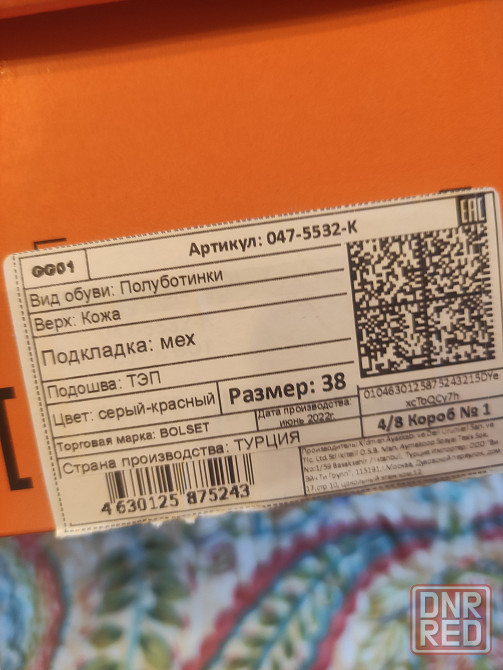 EAC
GG01
Артикул: 047-5532-К
Вид обуви: Полуботинки
Верх: Кожа
Подкладка: мех
Подошва: ТЭП
Цвет: серый-красный
Размер: 38
Торговая марка: BOLSET
Дата производства:
июнь 2022г.
Страна производства: ТУРЦИЯ
4/8 Короб № 1
4 630125 875243
DNR
RED